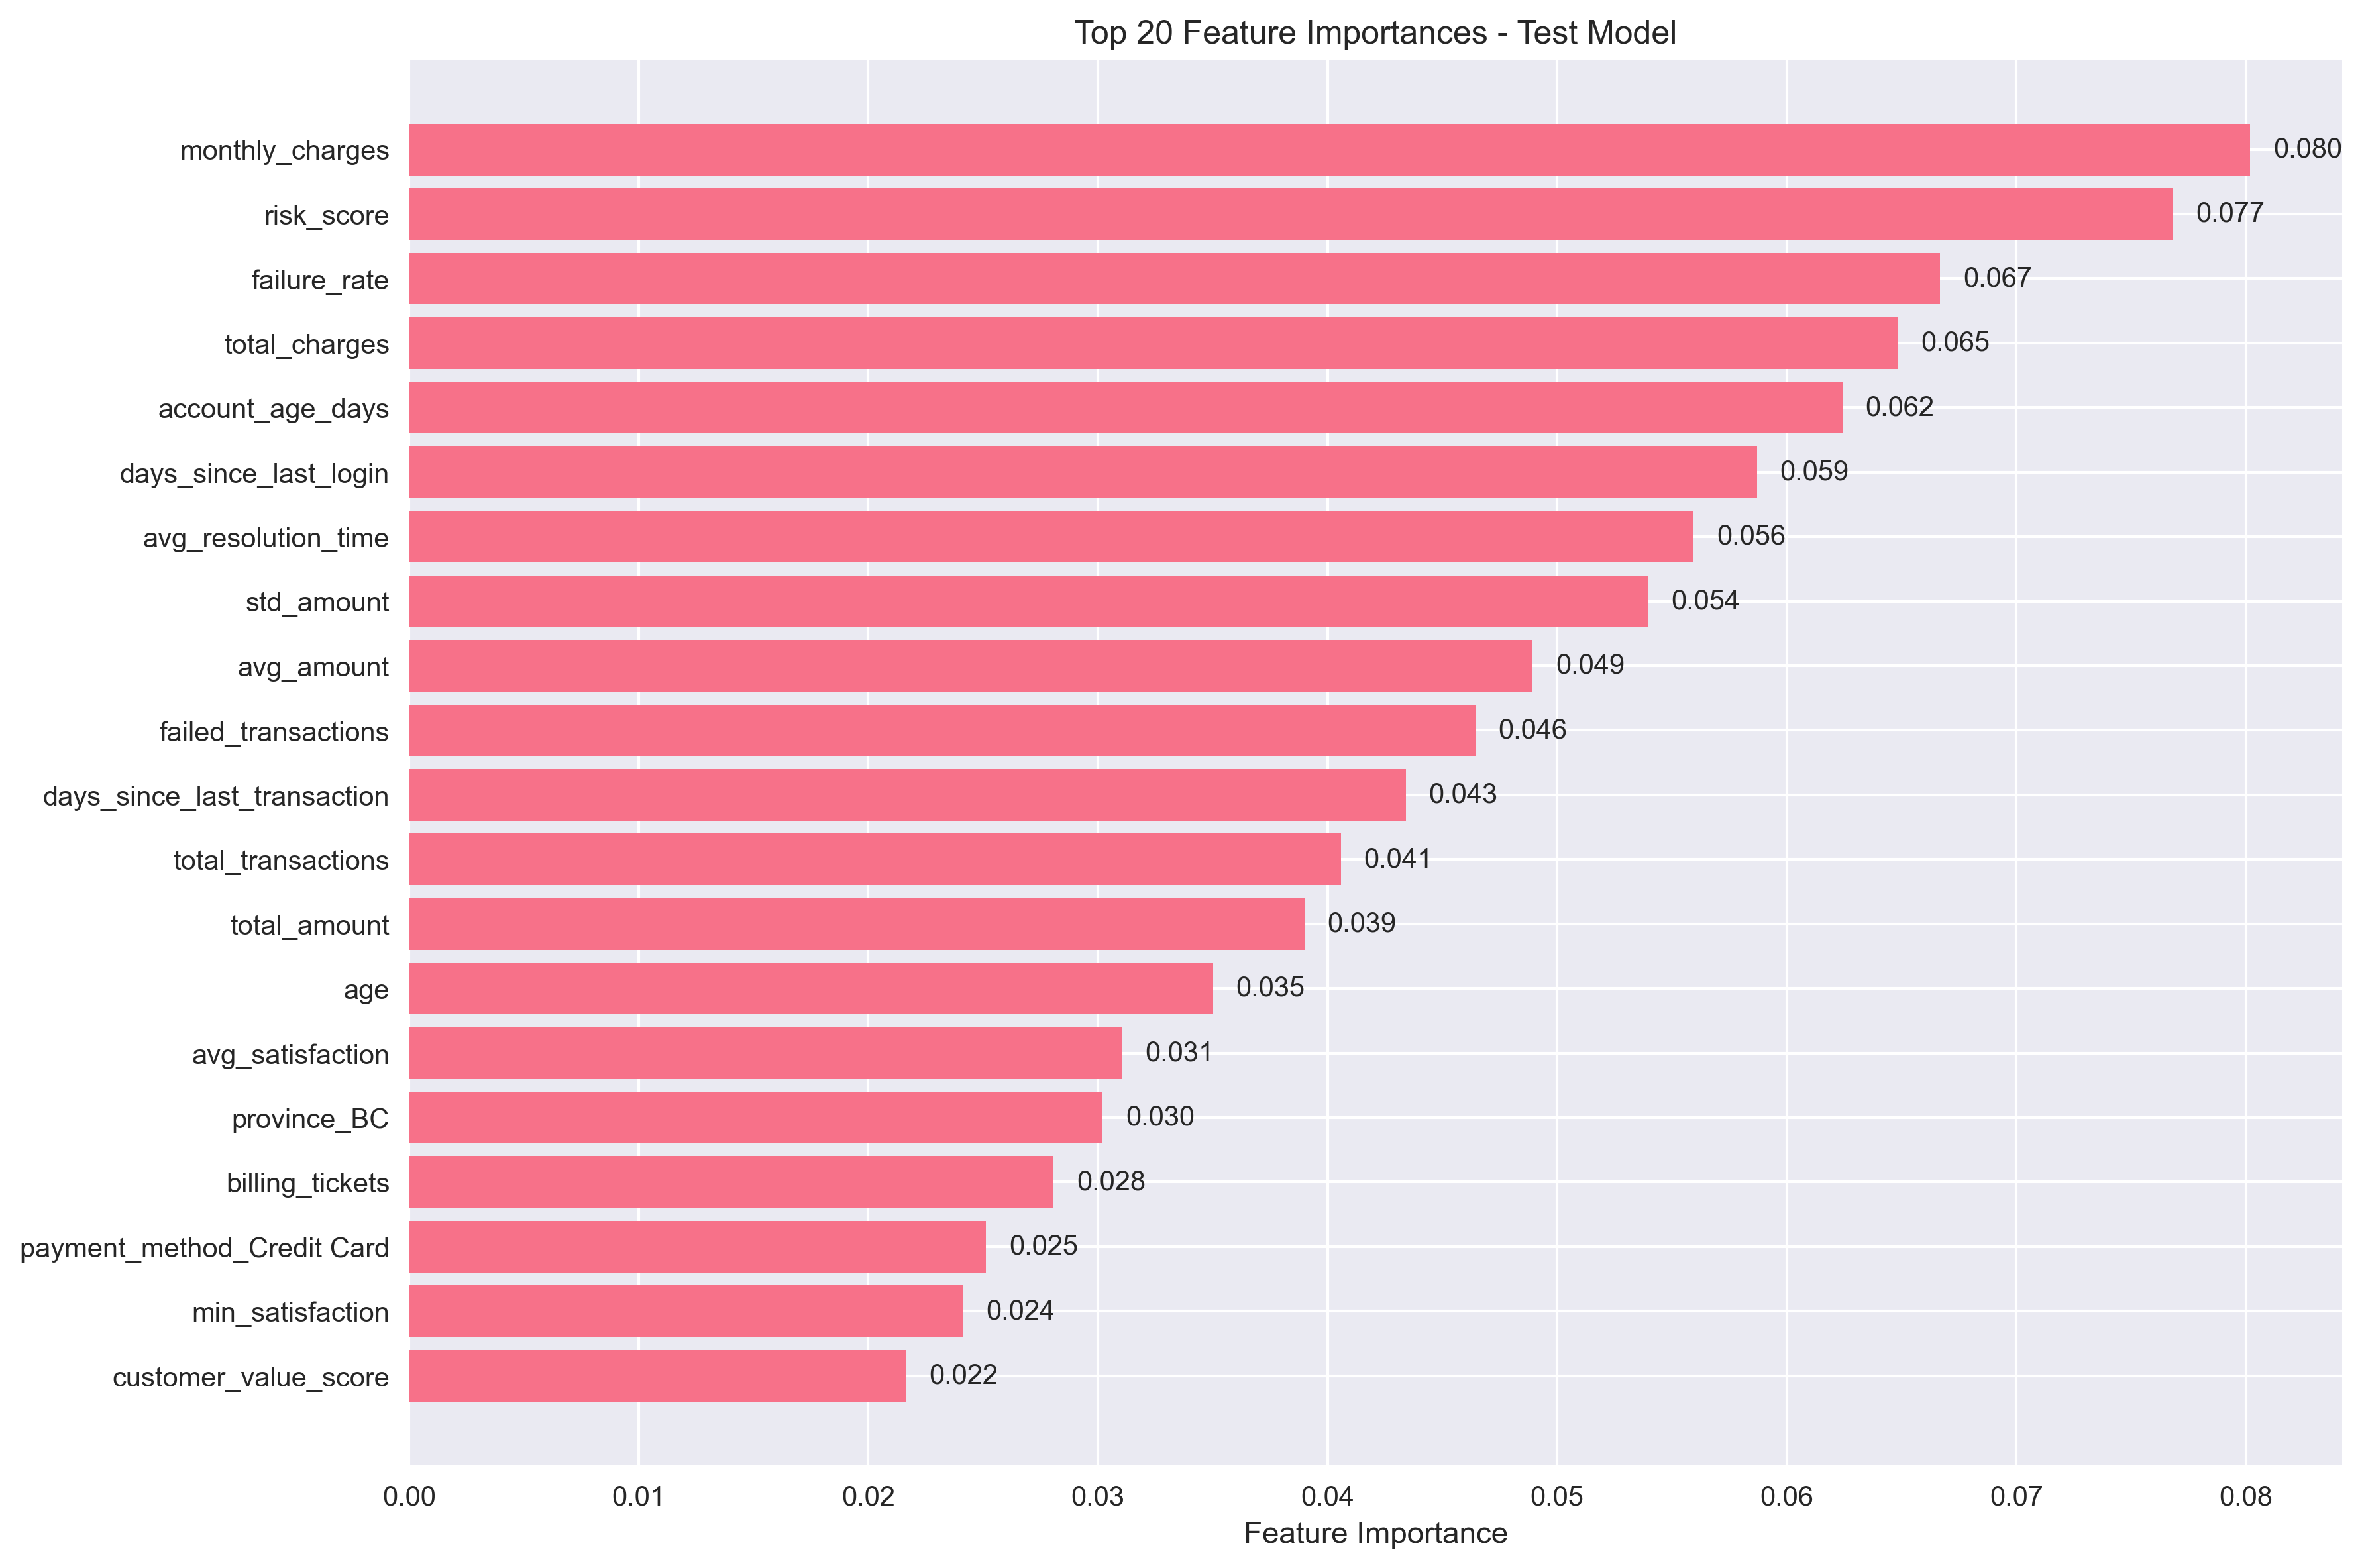 Top 20 Feature Importances - Test Model
monthly_charges 0.080
risk_score 0.077
failure_rate 0.067
total_charges 0.065
account_age_days 0.062
days_since_last_login 0.059
avg_resolution_time 0.056
std_amount 0.054
avg_amount 0.049
failed_transactions 0.046
days_since_last_transaction 0.043
total_transactions 0.041
total_amount 0.039
age 0.035
avg_satisfaction 0.031
province_BC 0.030
billing_tickets 0.028
payment_method_Credit Card 0.025
min_satisfaction 0.024
customer_value_score 0.022
0.00 0.01 0.02 0.03 0.04 0.05 0.06 0.07 0.08
Feature Importance